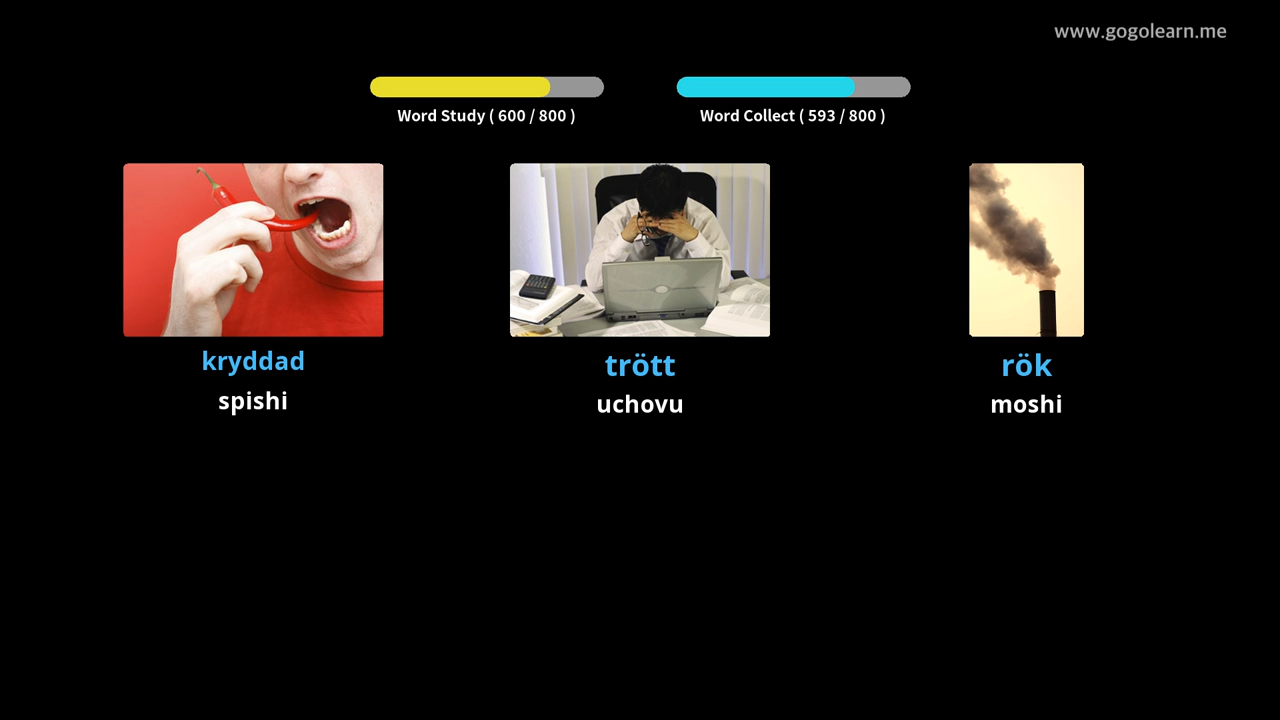 www.gogolearn.me
Word Study ( 600 / 800 )
Word Collect ( 593 / 800 )
kryddad
spishi
trött
uchovu
rök
moshi